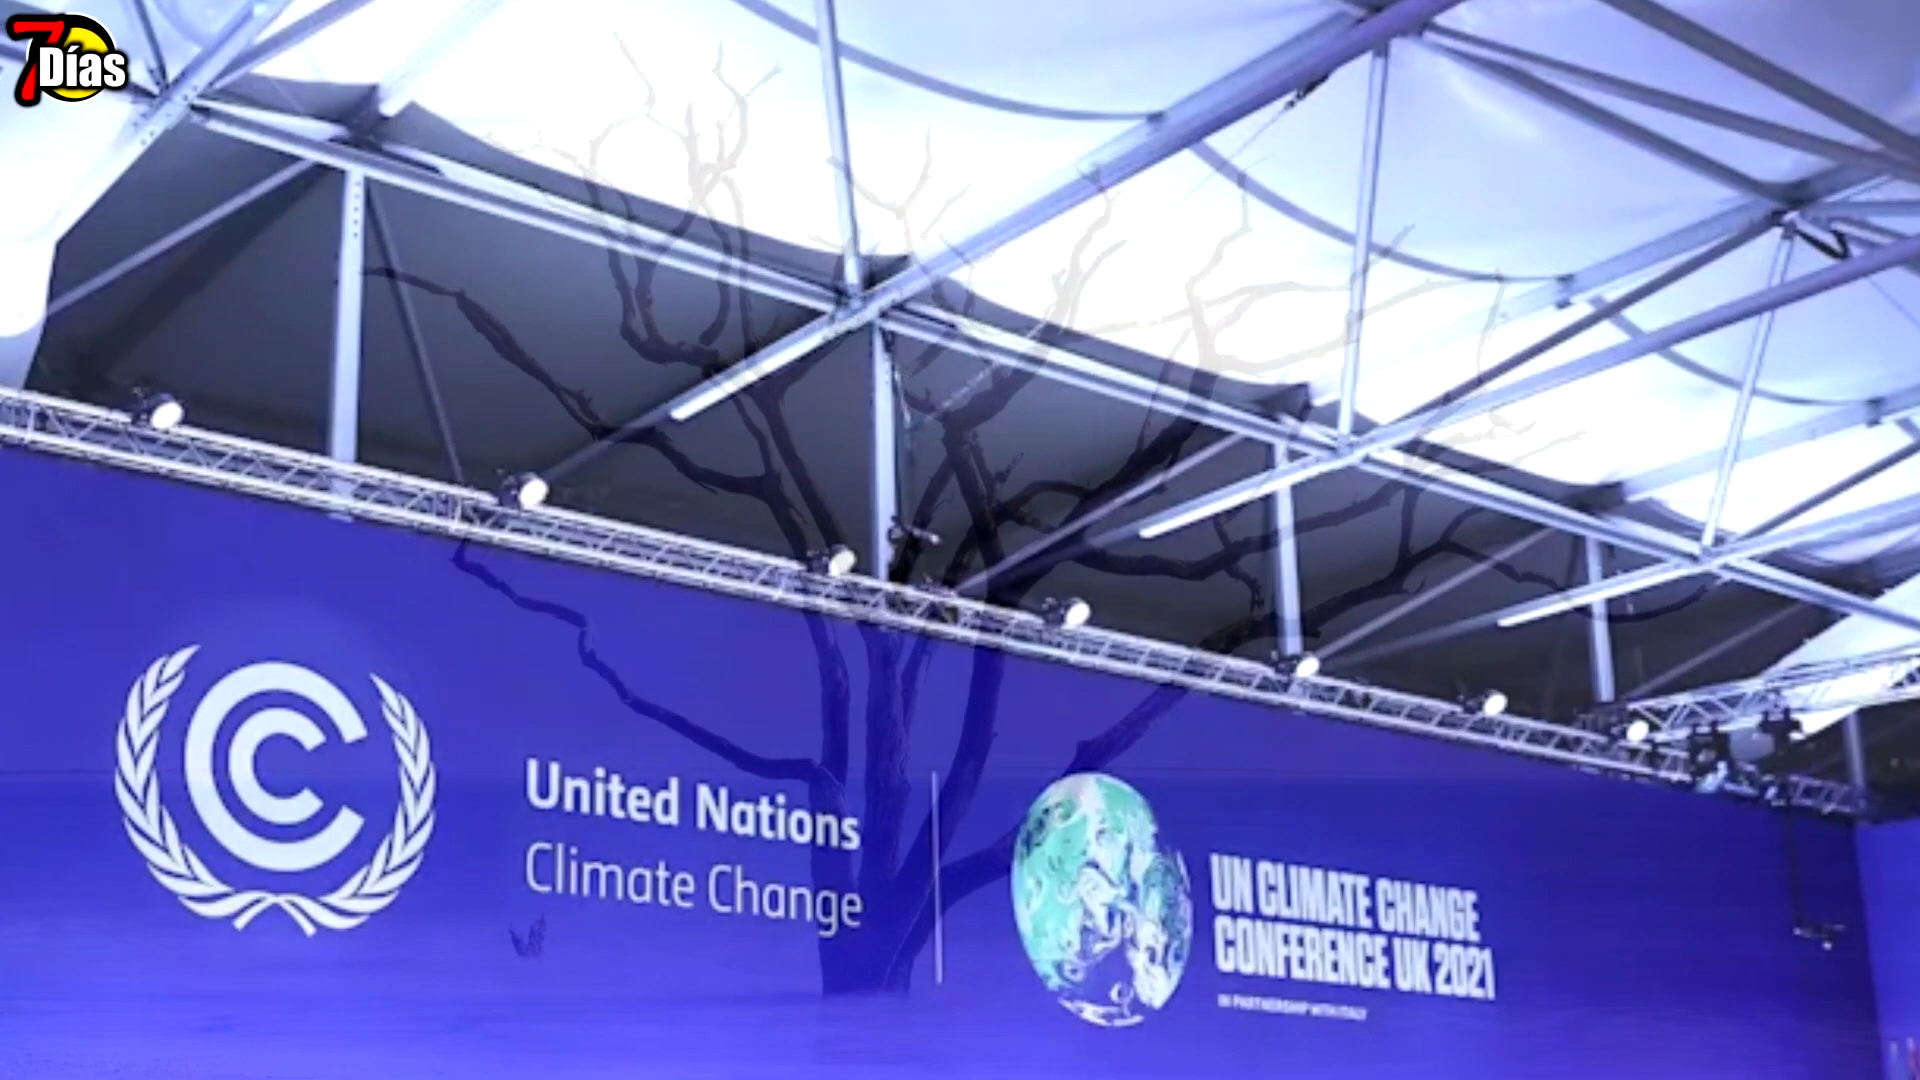 7
Días
United Nations
Climate Change
UN CLIMATE CHANGE
CONFERENCE UK 2021
IN PARTNERSHIP WITH ITALY